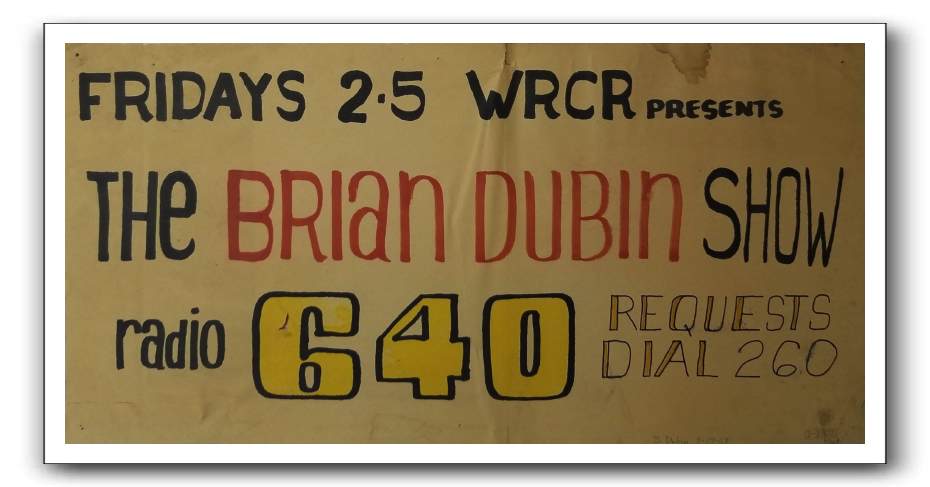 FRIDAYS 2·5 WRCR PRESENTS
THE BRIAN DUBIN SHOW
radio 640 REQUESTS
DIAL 260